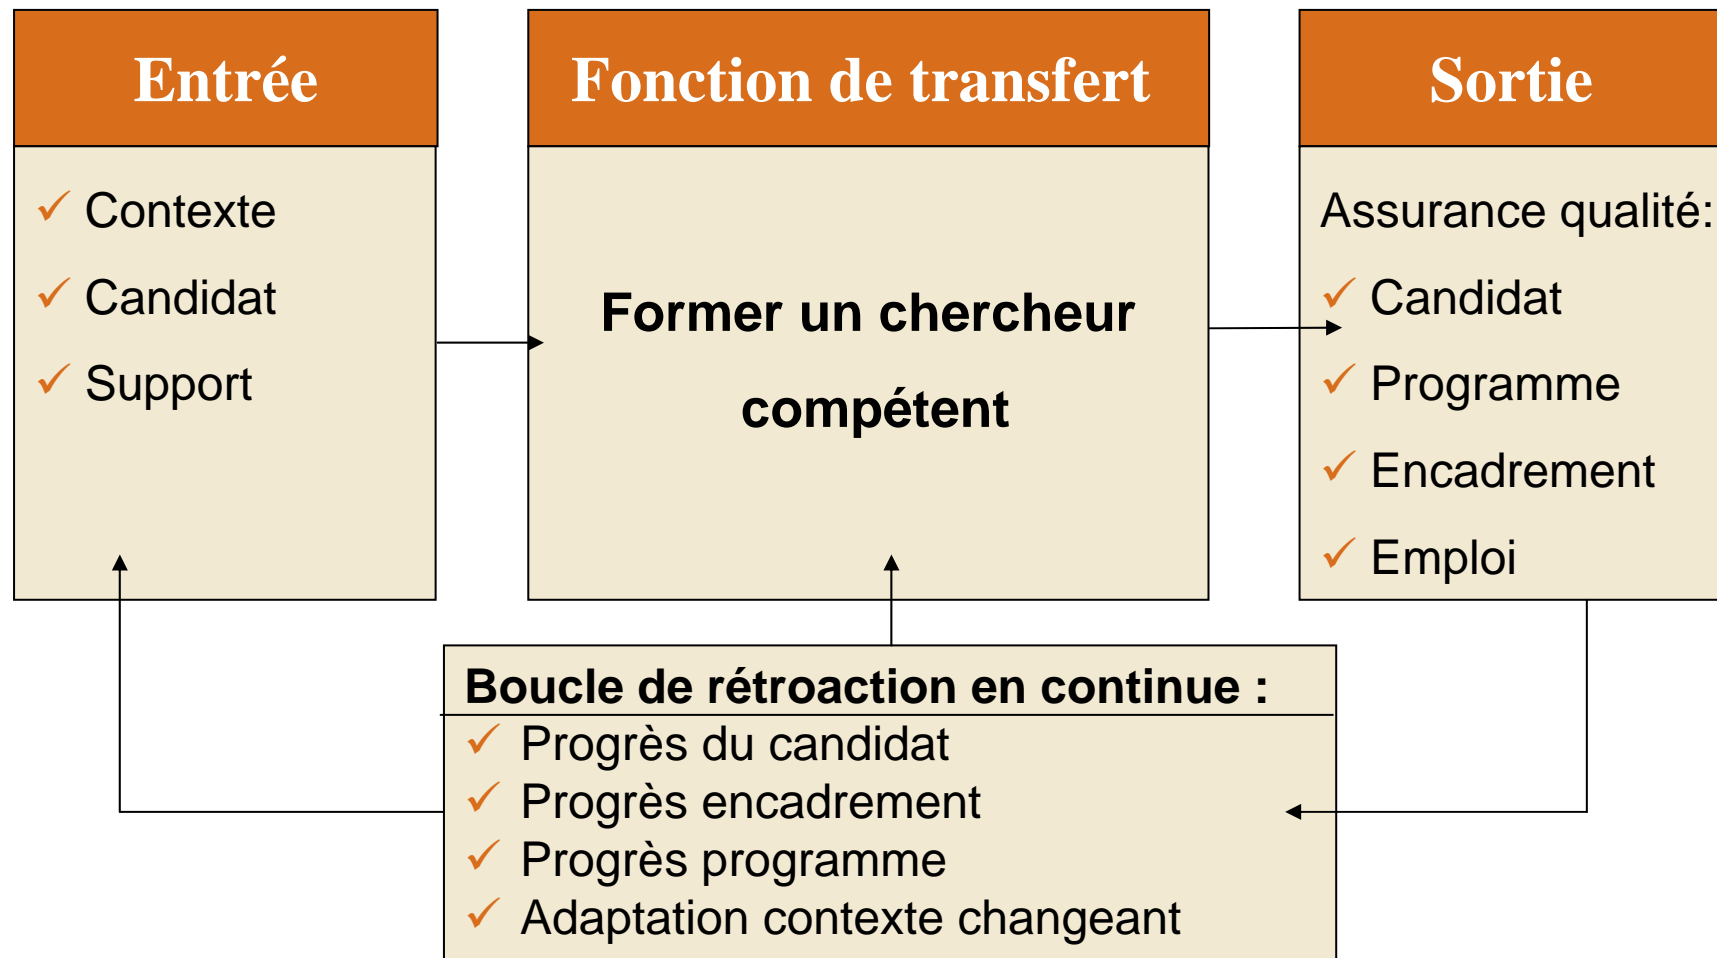 Entrée
Contexte
Candidat
Support
Fonction de transfert
Former un chercheur
compétent
Sortie
Assurance qualité:
Candidat
Programme
Encadrement
Emploi
Boucle de rétroaction en continue :
Progrès du candidat
Progrès encadrement
Progrès programme
Adaptation contexte changeant